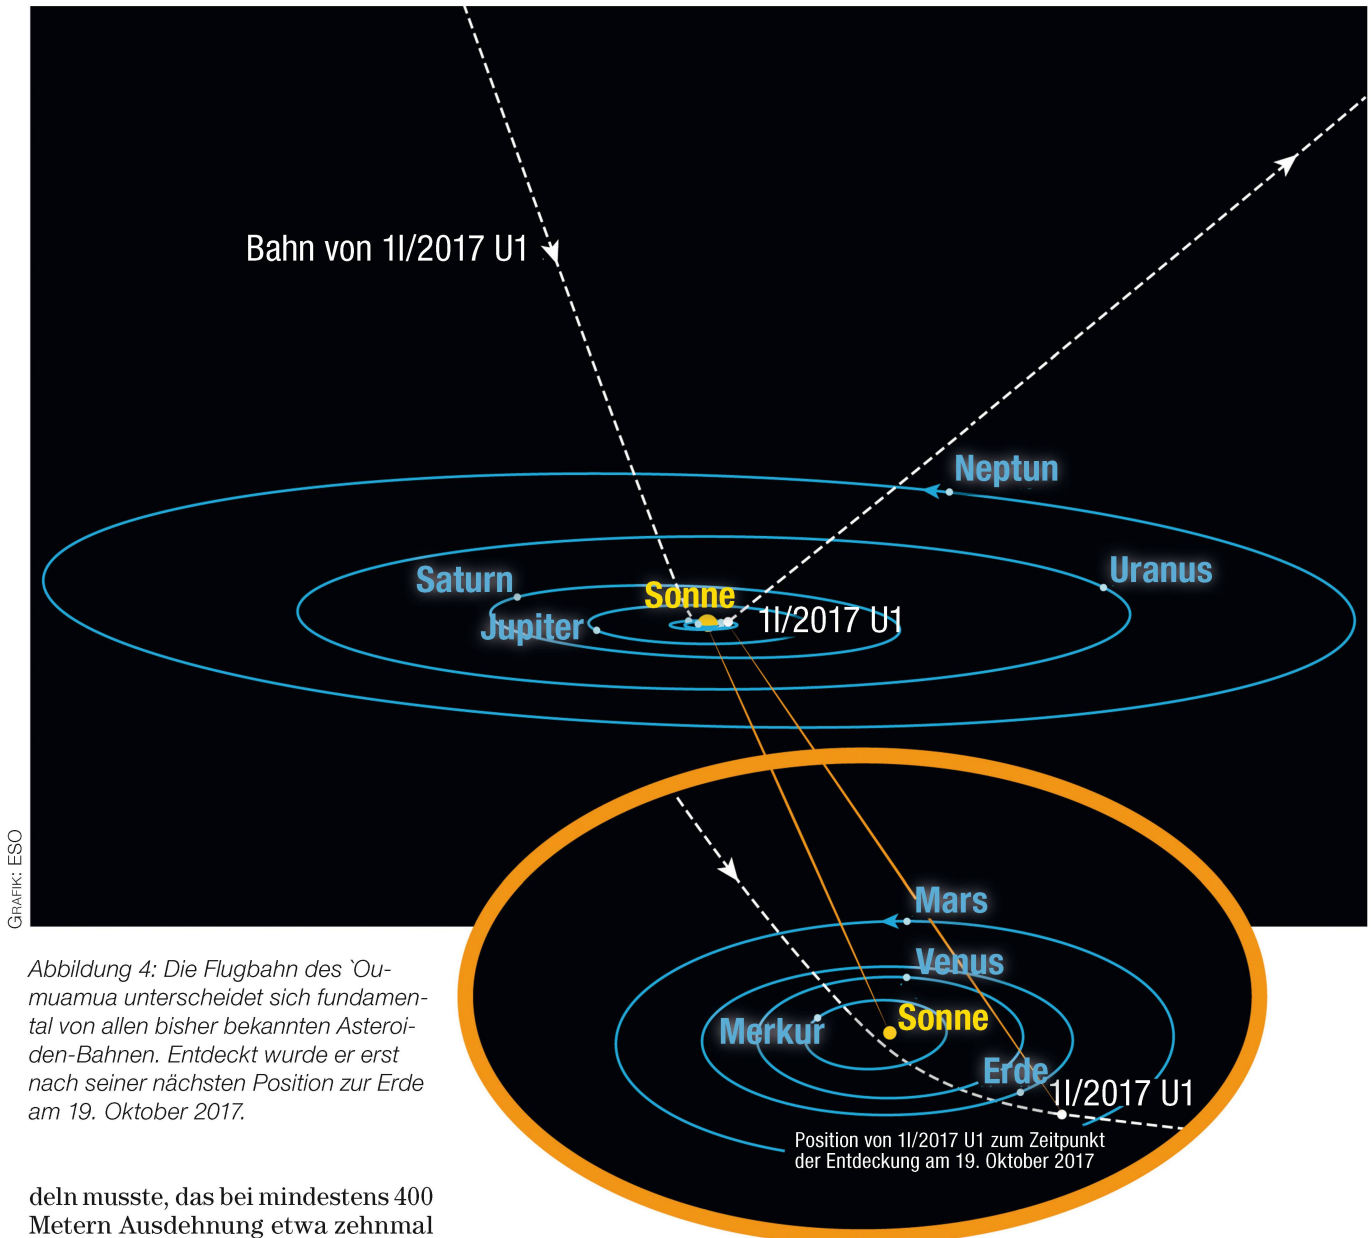 Bahn von 1I/2017 U1
Neptun
Uranus
Saturn
Sonne
Jupiter
1I/2017 U1
GRAFIK: ESO
Mars
Venus
Sonne
Merkur
Erde
1I/2017 U1
Position von 1I/2017 U1 zum Zeitpunkt
der Entdeckung am 19. Oktober 2017
Abbildung 4: Die Flugbahn des `Ou-
muamua unterscheidet sich fundamen-
tal von allen bisher bekannten Asteroi-
den-Bahnen. Entdeckt wurde er erst
nach seiner nächsten Position zur Erde
am 19. Oktober 2017.
deln musste, das bei mindestens 400
Metern Ausdehnung etwa zehnmal